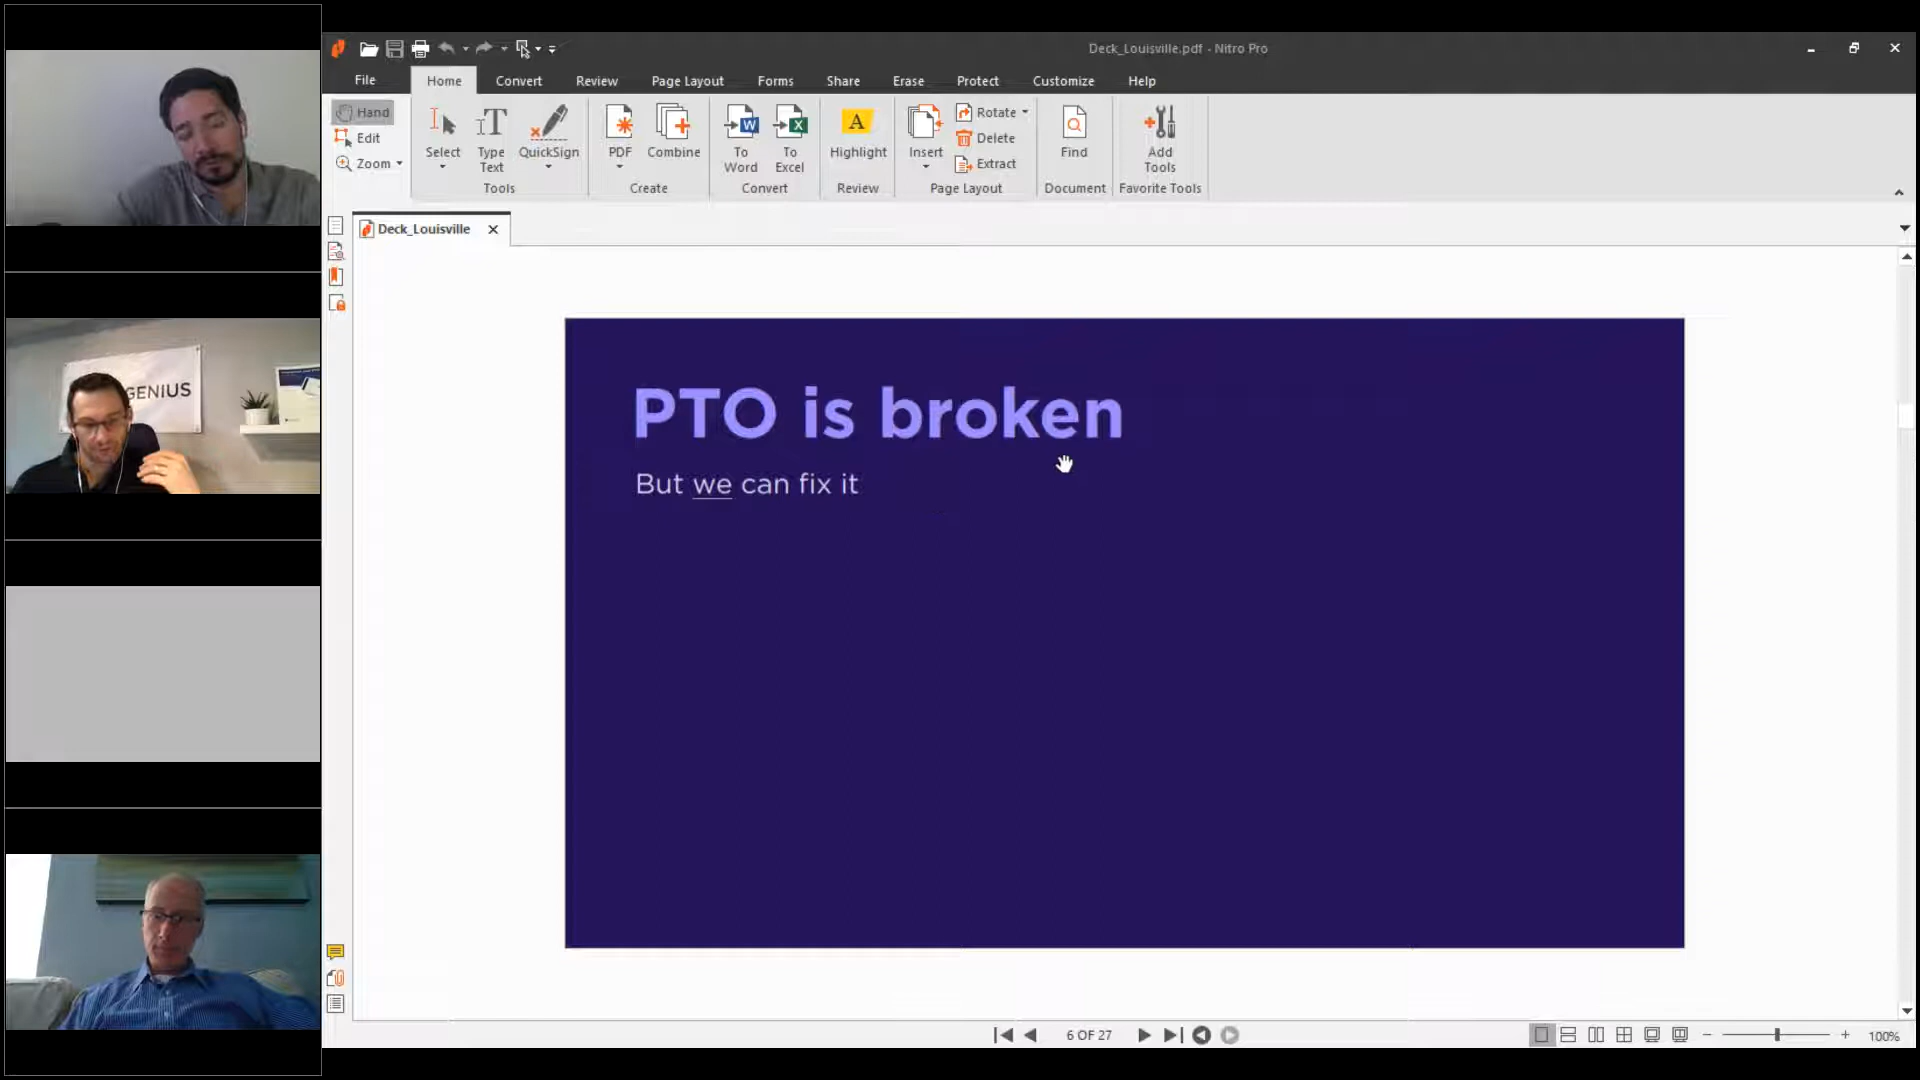 GENIUS
Deck_Louisville.pdf - Nitro Pro
File Home Convert Review Page Layout Forms Share Erase Protect Customize Help
Hand
Edit
Zoom
Select
Type
Text
QuickSign
Tools
PDF
Combine
Create
To
Word
To
Excel
Convert
Highlight
Review
Insert
Rotate
Delete
Extract
Page Layout
Find
Document
Add
Tools
Favorite Tools
Deck_Louisville
PTO is broken
But we can fix it
6 OF 27
100%